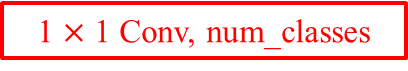 1 × 1 Conv, num_classes